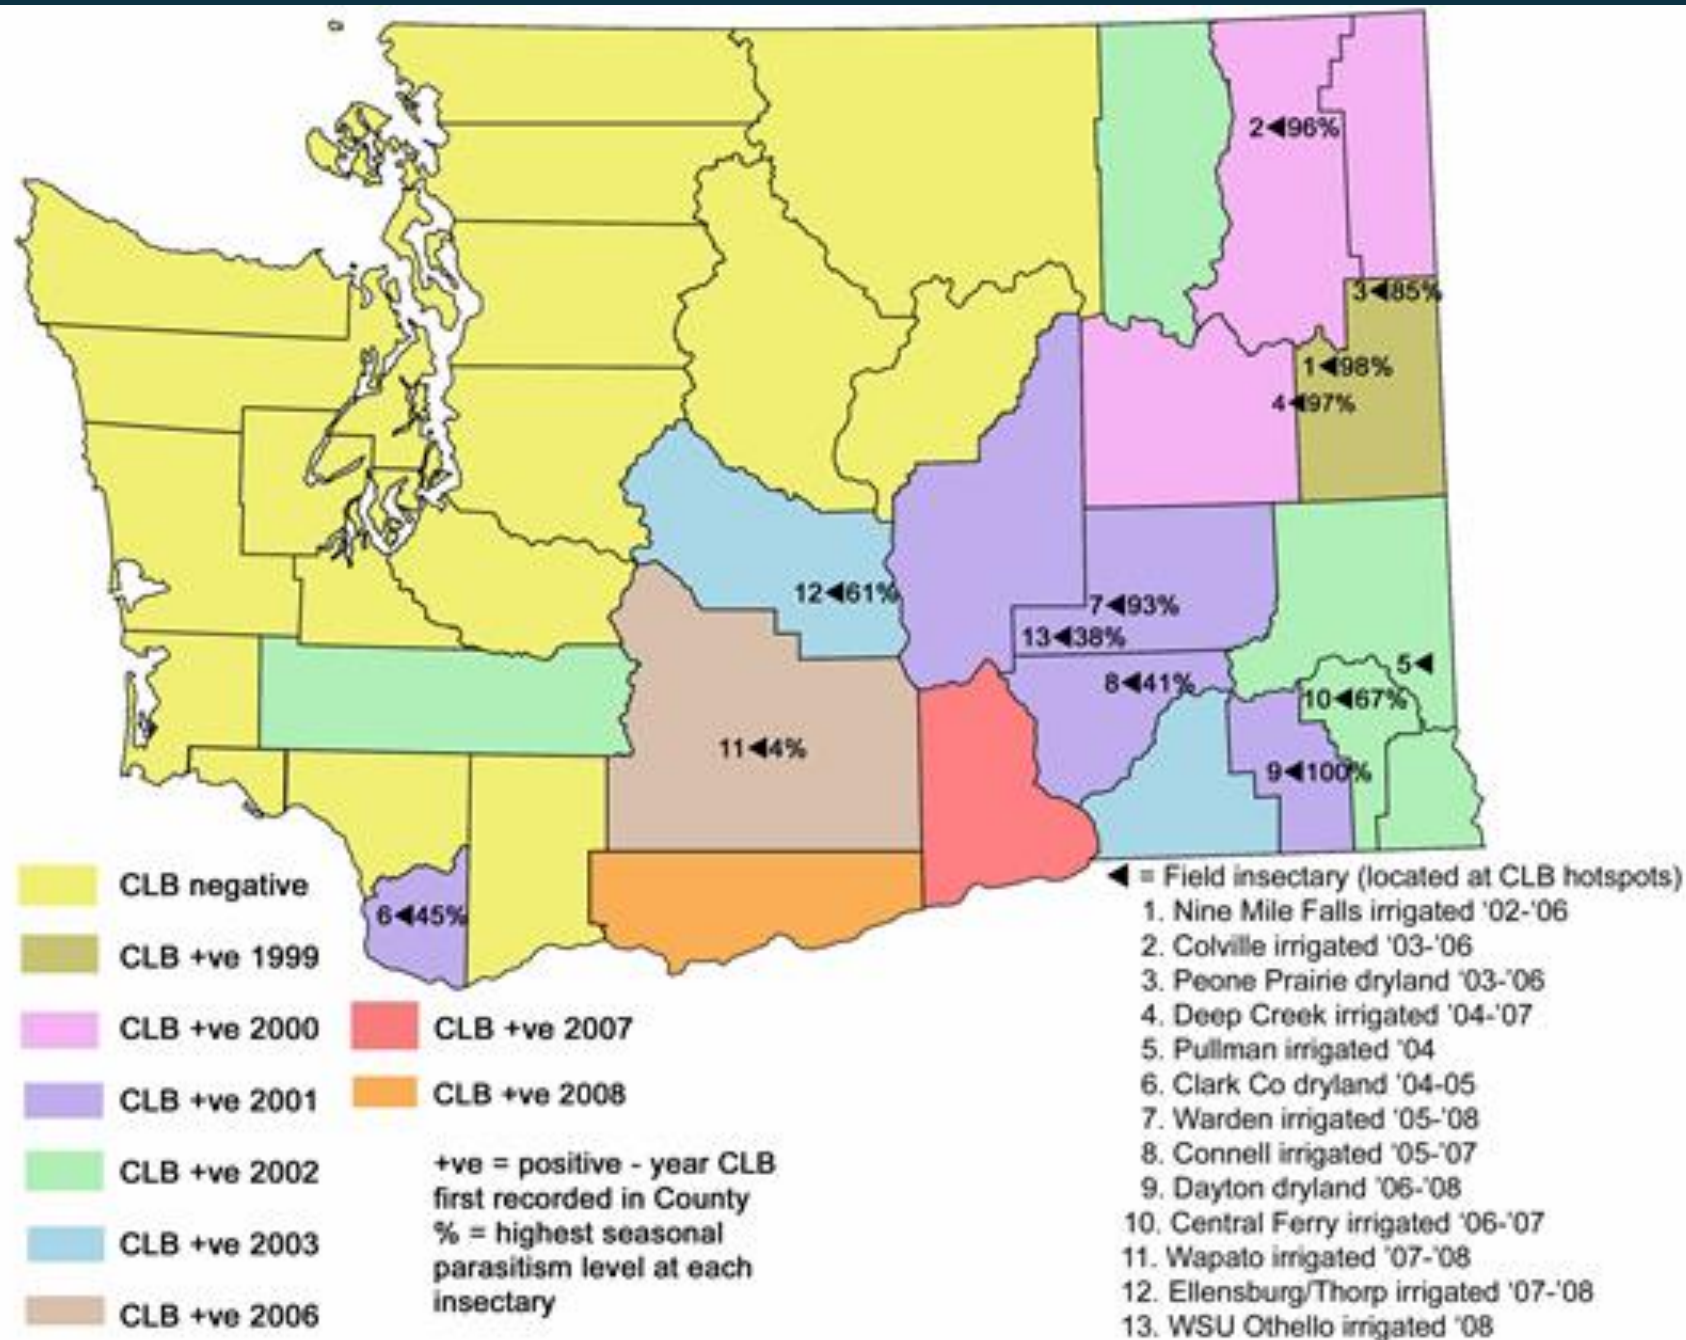 2◄96%
3◄85%
1◄98%
4◄97%
12◄61%
7◄93%
13◄38%
5◄
8◄41%
10◄67%
11◄4%
9◄100%
6◄45%
CLB negative
CLB +ve 1999
CLB +ve 2000
CLB +ve 2001
CLB +ve 2002
CLB +ve 2003
CLB +ve 2006
CLB +ve 2007
CLB +ve 2008
+ve = positive - year CLB
first recorded in County
% = highest seasonal
parasitism level at each
insectary
◄ = Field insectary (located at CLB hotspots)
1. Nine Mile Falls irrigated '02-'06
2. Colville irrigated '03-'06
3. Peone Prairie dryland '03-'06
4. Deep Creek irrigated '04-'07
5. Pullman irrigated '04
6. Clark Co dryland '04-05
7. Warden irrigated '05-'08
8. Connell irrigated '05-'07
9. Dayton dryland '06-'08
10. Central Ferry irrigated '06-'07
11. Wapato irrigated '07-'08
12. Ellensburg/Thorp irrigated '07-'08
13. WSU Othello irrigated '08